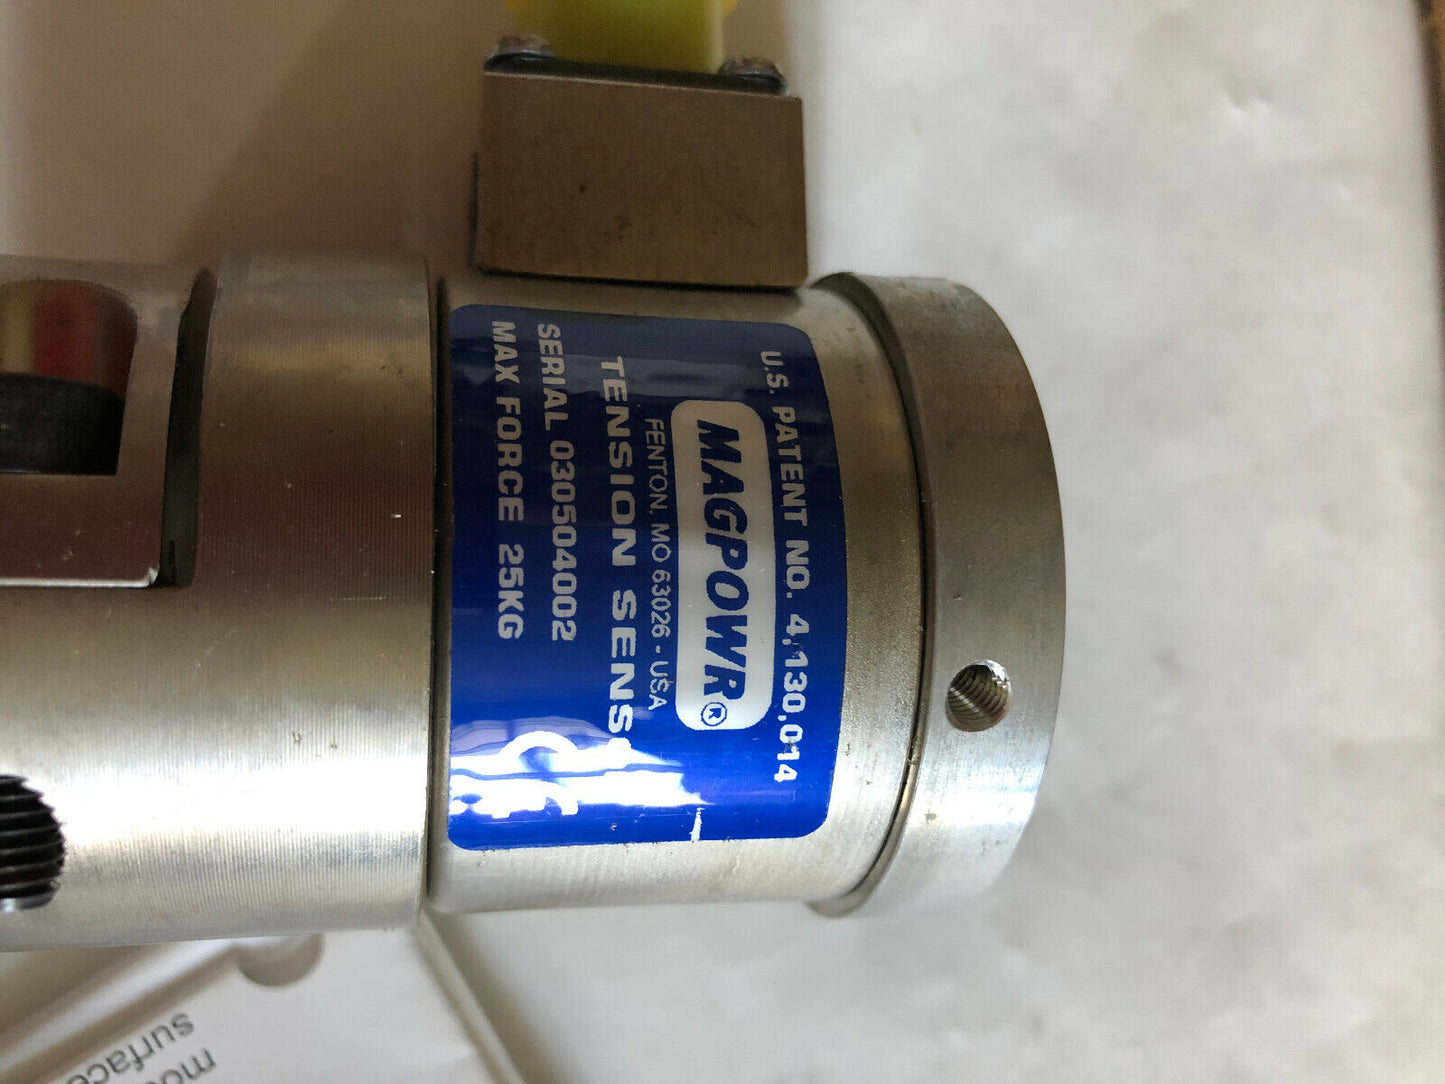 U.S. PATENT NO. 4,130,014
MAGPOWR®
FENTON, MO 63026 - USA
TENSION SENS
SERIAL 030504002
MAX FORCE 25KG
surface